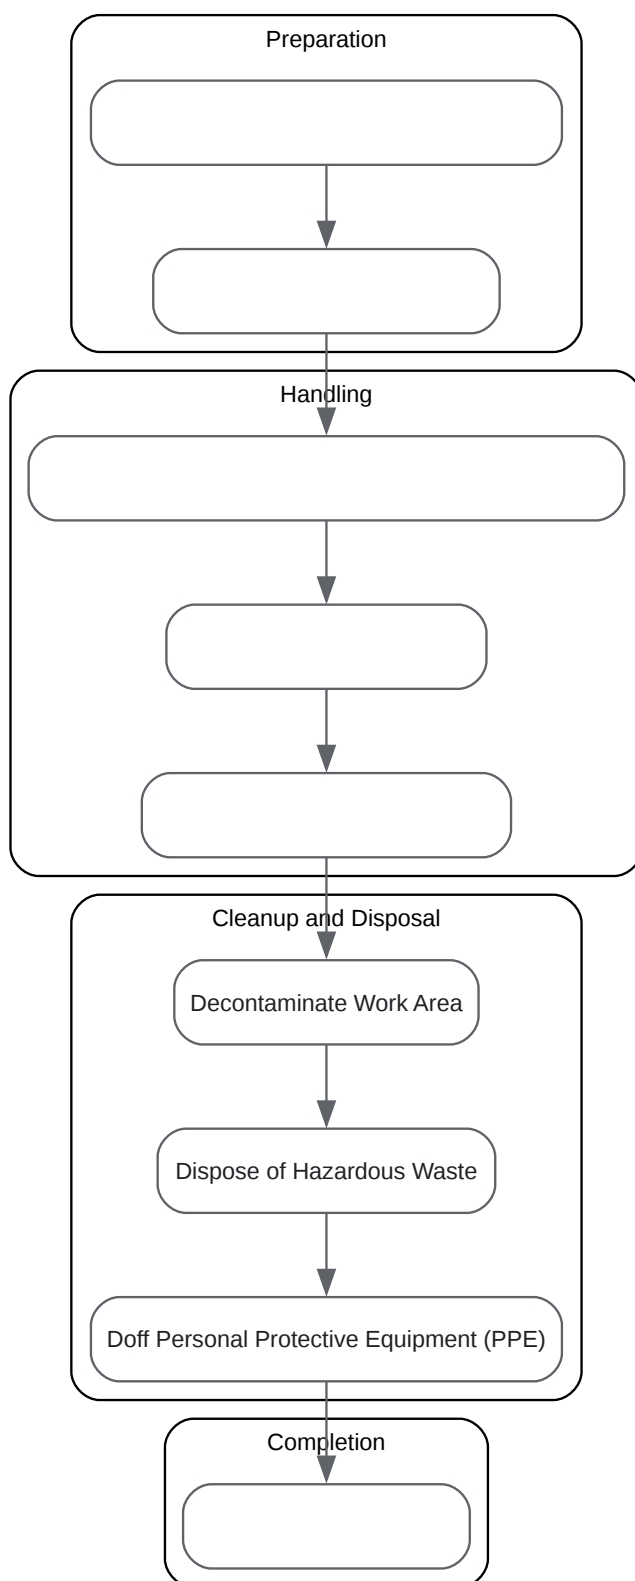 Preparation
Handling
Cleanup and Disposal
Decontaminate Work Area
Dispose of Hazardous Waste
Doff Personal Protective Equipment (PPE)
Completion